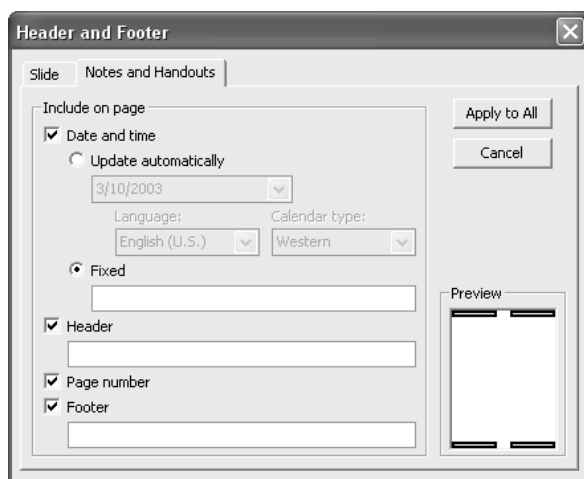 Header and Footer
Slide
Notes and Handouts
Include on page
Date and time
Update automatically
3/10/2003
Language:
Calendar type:
English (U.S.)
Western
Fixed
Header
Page number
Footer
Apply to All
Cancel
Preview